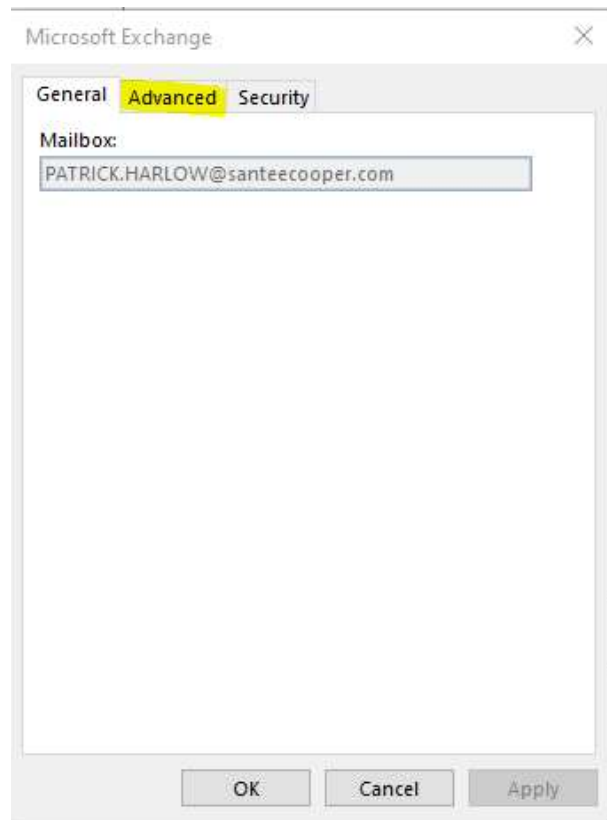 Microsoft Exchange
General Advanced Security
Mailbox:
PATRICK.HARLOW@santeecooper.com
OK Cancel Apply